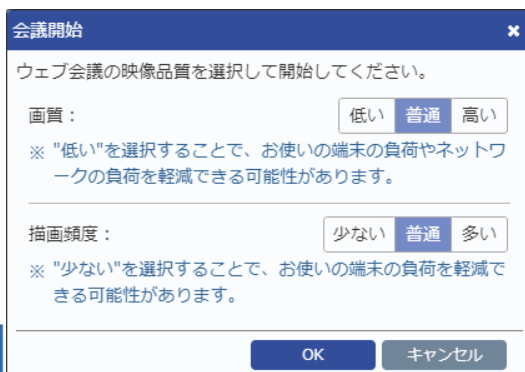 会議開始
ウェブ会議の映像品質を選択して開始してください。
画質： 低い 普通 高い
※ "低い"を選択することで、お使いの端末の負荷やネットワ
ークの負荷を軽減できる可能性があります。
描画頻度： 少ない 普通 多い
※ "少ない"を選択することで、お使いの端末の負荷を軽減で
きる可能性があります。
OK キャンセル